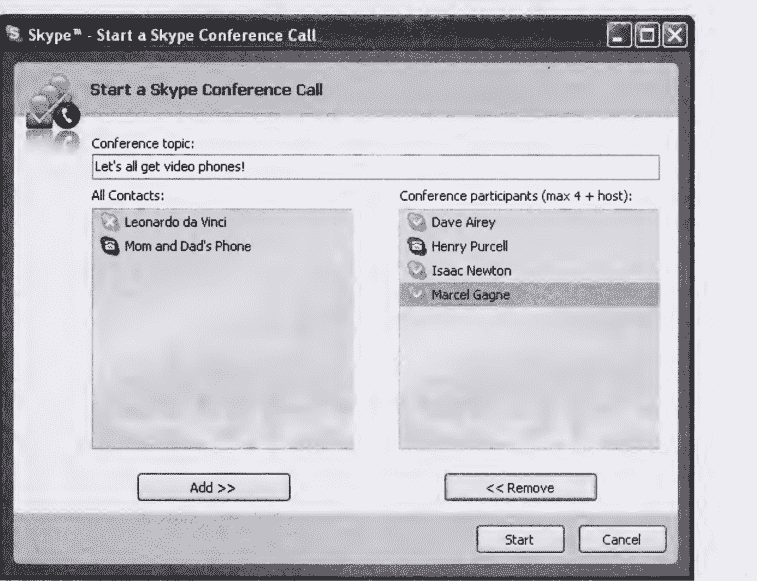 Skype™ - Start a Skype Conference Call
Start a Skype Conference Call
Conference topic:
Let's all get video phones!
All Contacts:
Leonardo da Vinci
Mom and Dad's Phone
Conference participants (max 4 + host):
Dave Airey
Henry Purcell
Isaac Newton
Marcel Gagne
Add >>
<< Remove
Start
Cancel